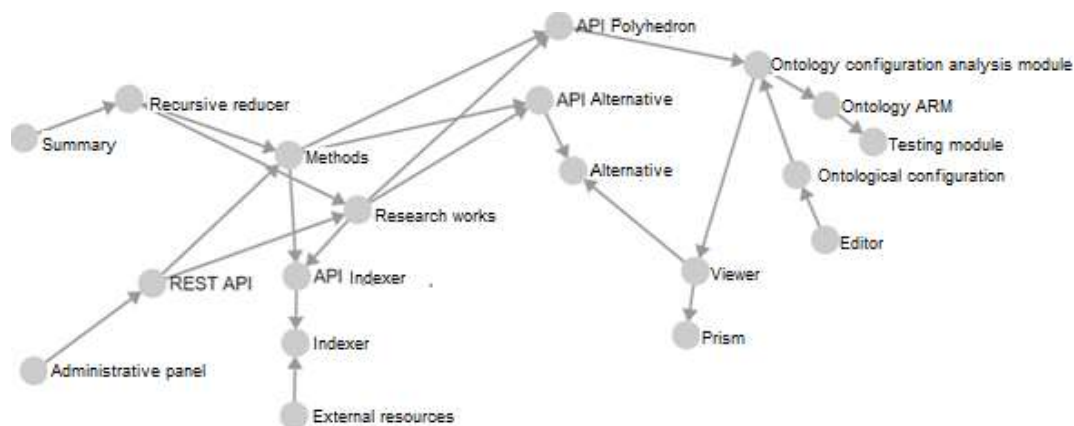 API Polyhedron
Ontology configuration analysis module
Recursive reducer
API Alternative
Ontology ARM
Summary
Methods
Testing module
Alternative
Ontological configuration
Research works
Editor
REST API
API Indexer
Viewer
Indexer
Prism
Administrative panel
External resources